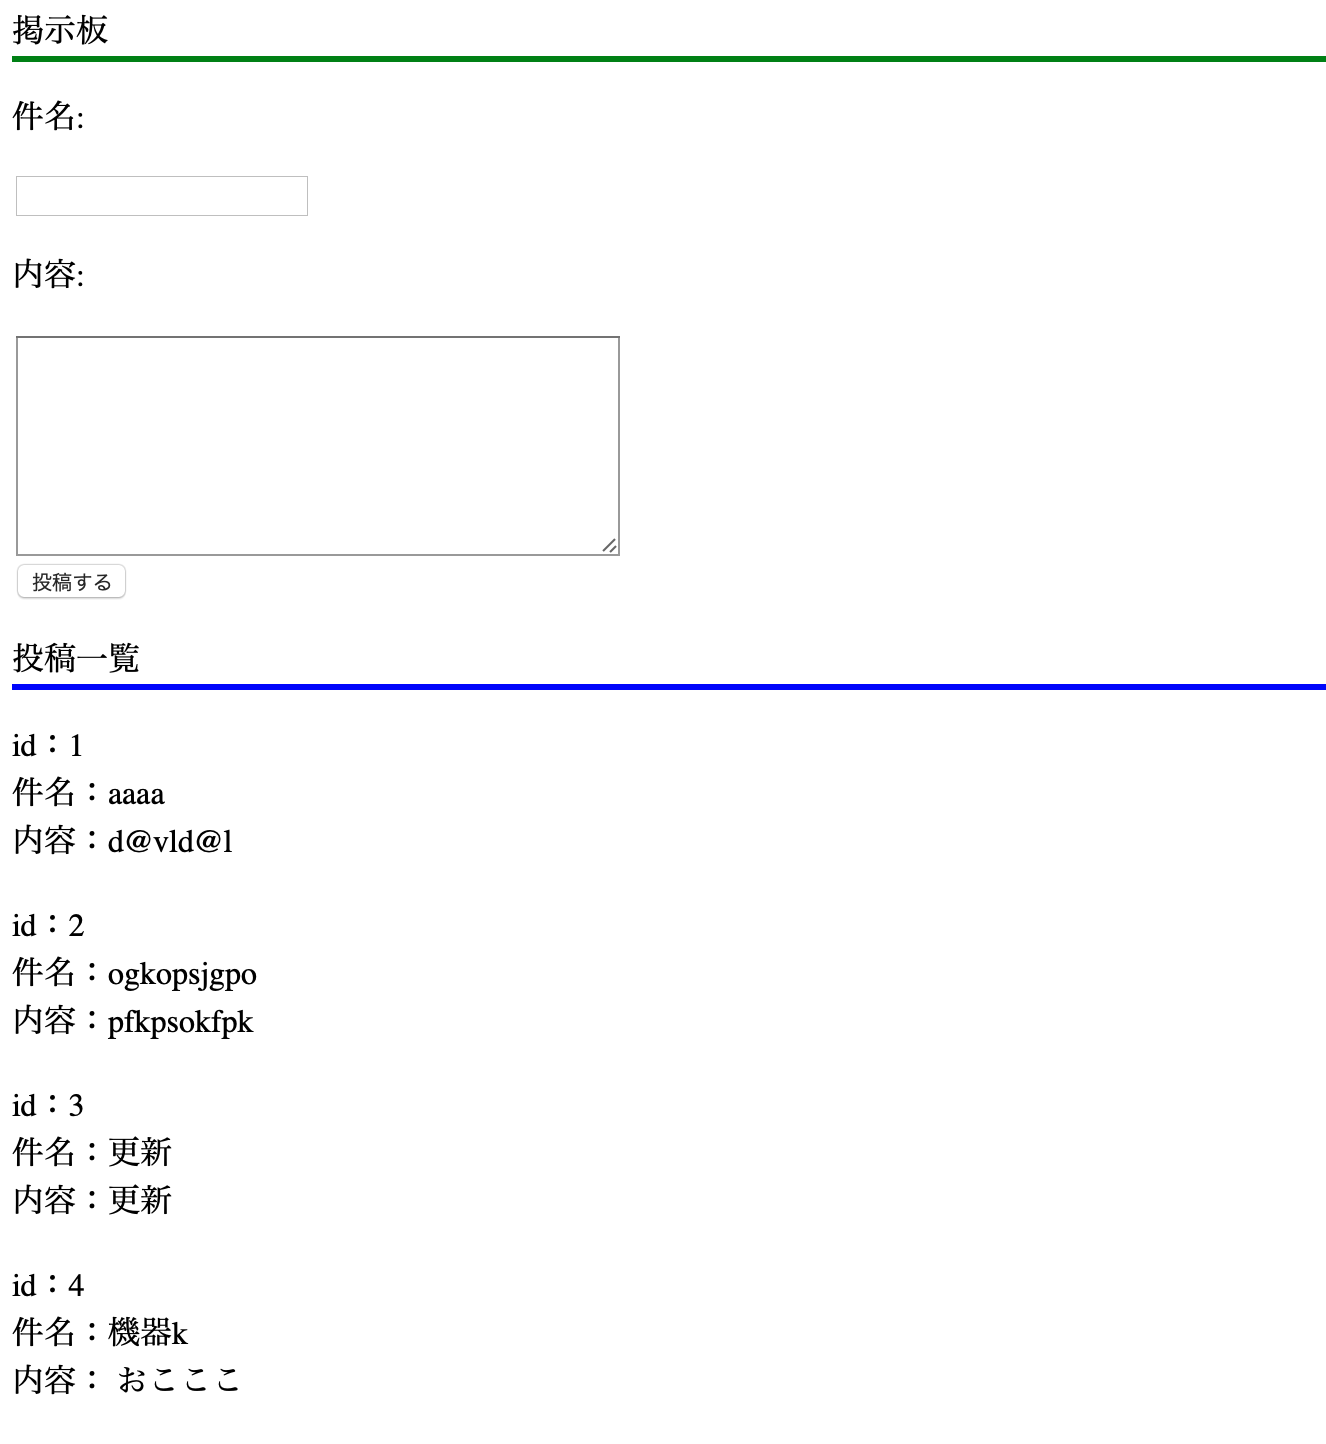 掲示板
件名:
内容:
投稿する
投稿一覧
id：1
件名：aaaa
内容：d@vld@l
id：2
件名：ogkopsjgpo
内容：pfkpsokfpk
id：3
件名：更新
内容：更新
id：4
件名：機器k
内容： おこここ